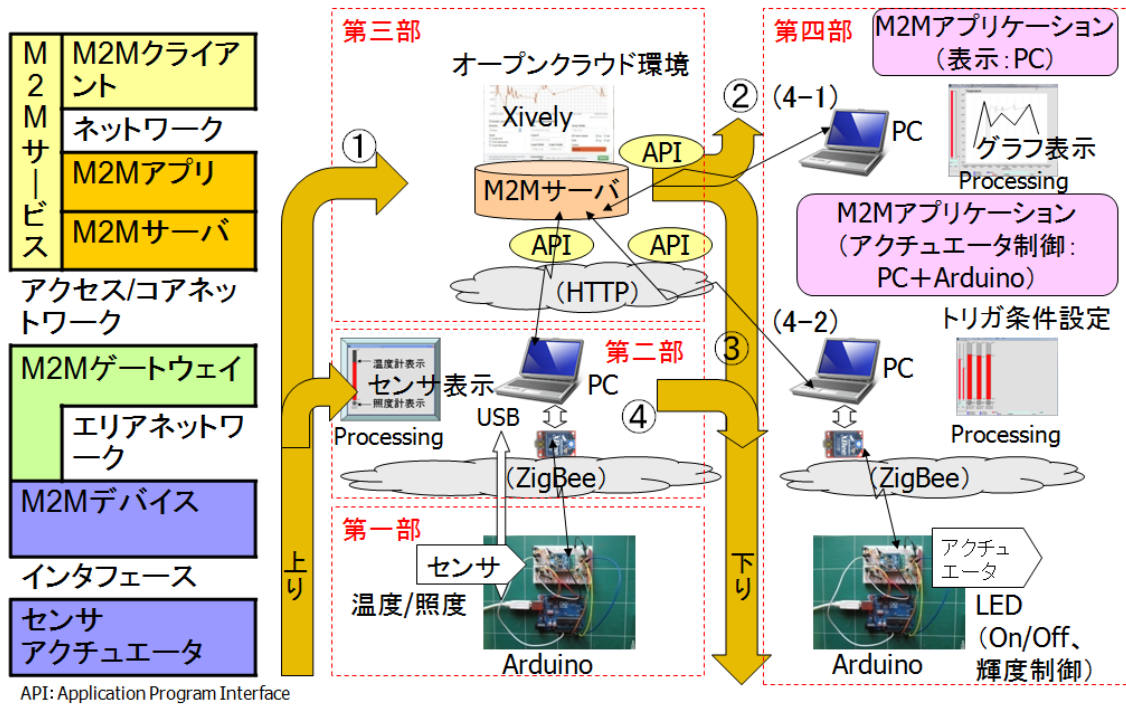 M
2
M
サ
ー
ビ
ス
M2Mクライア
ント
ネットワーク
M2Mアプリ
M2Mサーバ
アクセス/コアネッ
トワーク
M2Mゲートウェイ
エリアネットワ
ーク
M2Mデバイス
インタフェース
センサ
アクチュエータ
API: Application Program Interface
上り
第三部
オープンクラウド環境
Xively
①
M2Mサーバ
API
API
API
(HTTP)
第二部
温度計表示
センサ表示
照度計表示
Processing
PC
USB
④
(ZigBee)
第一部
センサ
温度/照度
Arduino
②
③
下り
第四部
M2Mアプリケーション
(表示:PC)
(4-1)
PC
グラフ表示
Processing
M2Mアプリケーション
(アクチュエータ制御:
PC+Arduino)
(4-2)
トリガ条件設定
PC
Processing
(ZigBee)
アクチュ
エータ
LED
(On/Off、
輝度制御)
Arduino